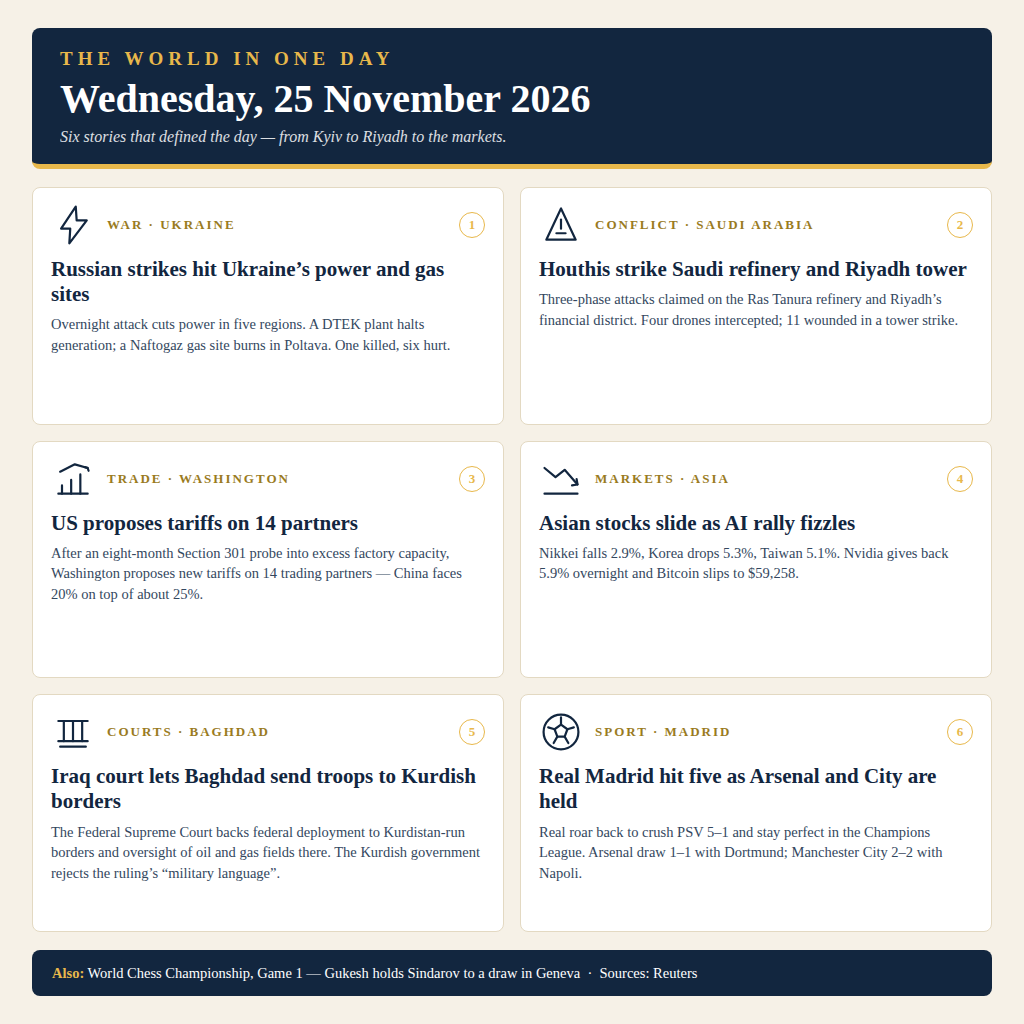 THE WORLD IN ONE DAY
Wednesday, 25 November 2026
Six stories that defined the day — from Kyiv to Riyadh to the markets.
WAR · UKRAINE
1
Russian strikes hit Ukraine’s power and gas
sites
Overnight attack cuts power in five regions. A DTEK plant halts
generation; a Naftogaz gas site burns in Poltava. One killed, six hurt.
CONFLICT · SAUDI ARABIA
2
Houthis strike Saudi refinery and Riyadh tower
Three-phase attacks claimed on the Ras Tanura refinery and Riyadh’s
financial district. Four drones intercepted; 11 wounded in a tower strike.
TRADE · WASHINGTON
3
US proposes tariffs on 14 partners
After an eight-month Section 301 probe into excess factory capacity,
Washington proposes new tariffs on 14 trading partners — China faces
20% on top of about 25%.
MARKETS · ASIA
4
Asian stocks slide as AI rally fizzles
Nikkei falls 2.9%, Korea drops 5.3%, Taiwan 5.1%. Nvidia gives back
5.9% overnight and Bitcoin slips to $59,258.
COURTS · BAGHDAD
5
Iraq court lets Baghdad send troops to Kurdish
borders
The Federal Supreme Court backs federal deployment to Kurdistan-run
borders and oversight of oil and gas fields there. The Kurdish government
rejects the ruling’s “military language”.
SPORT · MADRID
6
Real Madrid hit five as Arsenal and City are
held
Real roar back to crush PSV 5–1 and stay perfect in the Champions
League. Arsenal draw 1–1 with Dortmund; Manchester City 2–2 with
Napoli.
Also: World Chess Championship, Game 1 — Gukesh holds Sindarov to a draw in Geneva · Sources: Reuters